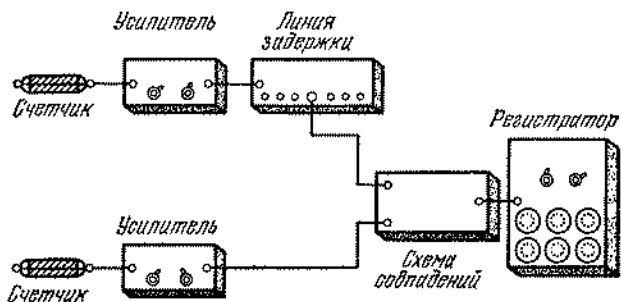 Усилитель
Линия
задержки
Счетчик
Регистратор
Усилитель
Схема
совпадений
Счетчик